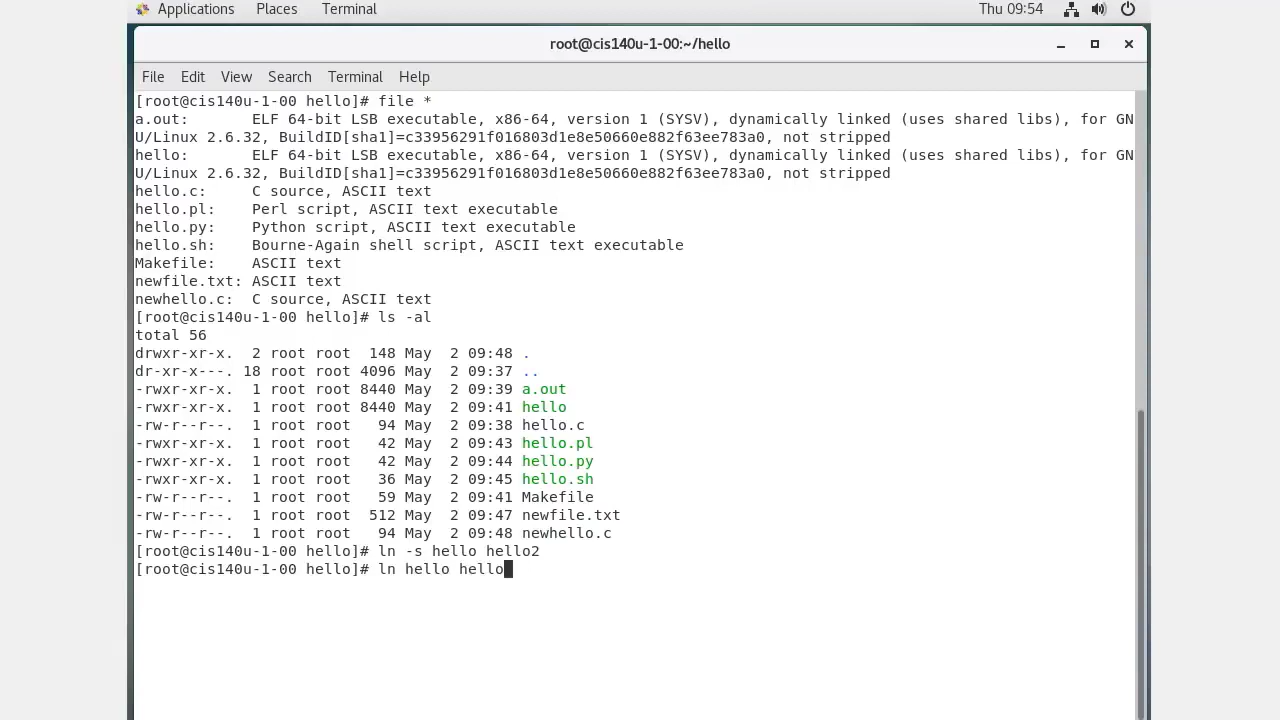 Applications Places Terminal Thu 09:54
root@cis140u-1-00:~/hello
File Edit View Search Terminal Help
[root@cis140u-1-00 hello]# file *
a.out:       ELF 64-bit LSB executable, x86-64, version 1 (SYSV), dynamically linked (uses shared libs), for GN
U/Linux 2.6.32, BuildID[sha1]=c33956291f016803d1e8e50660e882f63ee783a0, not stripped
hello:       ELF 64-bit LSB executable, x86-64, version 1 (SYSV), dynamically linked (uses shared libs), for GN
U/Linux 2.6.32, BuildID[sha1]=c33956291f016803d1e8e50660e882f63ee783a0, not stripped
hello.c:     C source, ASCII text
hello.pl:    Perl script, ASCII text executable
hello.py:    Python script, ASCII text executable
hello.sh:    Bourne-Again shell script, ASCII text executable
Makefile:    ASCII text
newfile.txt: ASCII text
newhello.c:  C source, ASCII text
[root@cis140u-1-00 hello]# ls -al
total 56
drwxr-xr-x.  2 root root  148 May  2 09:48 .
dr-xr-x---. 18 root root 4096 May  2 09:37 ..
-rwxr-xr-x.  1 root root 8440 May  2 09:39 a.out
-rwxr-xr-x.  1 root root 8440 May  2 09:41 hello
-rw-r--r--.  1 root root   94 May  2 09:38 hello.c
-rwxr-xr-x.  1 root root   42 May  2 09:43 hello.pl
-rwxr-xr-x.  1 root root   42 May  2 09:44 hello.py
-rwxr-xr-x.  1 root root   36 May  2 09:45 hello.sh
-rw-r--r--.  1 root root   59 May  2 09:41 Makefile
-rw-r--r--.  1 root root  512 May  2 09:47 newfile.txt
-rw-r--r--.  1 root root   94 May  2 09:48 newhello.c
[root@cis140u-1-00 hello]# ln -s hello hello2
[root@cis140u-1-00 hello]# ln hello hello